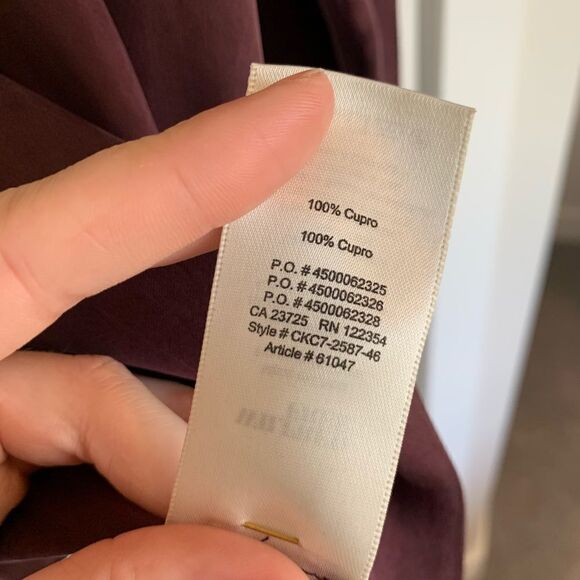 100% Cupro
100% Cupro
P.O. # 4500062325
P.O. # 4500062326
P.O. # 4500062328
CA 23725 RN 122354
Style # CKC7-2587-46
Article # 61047